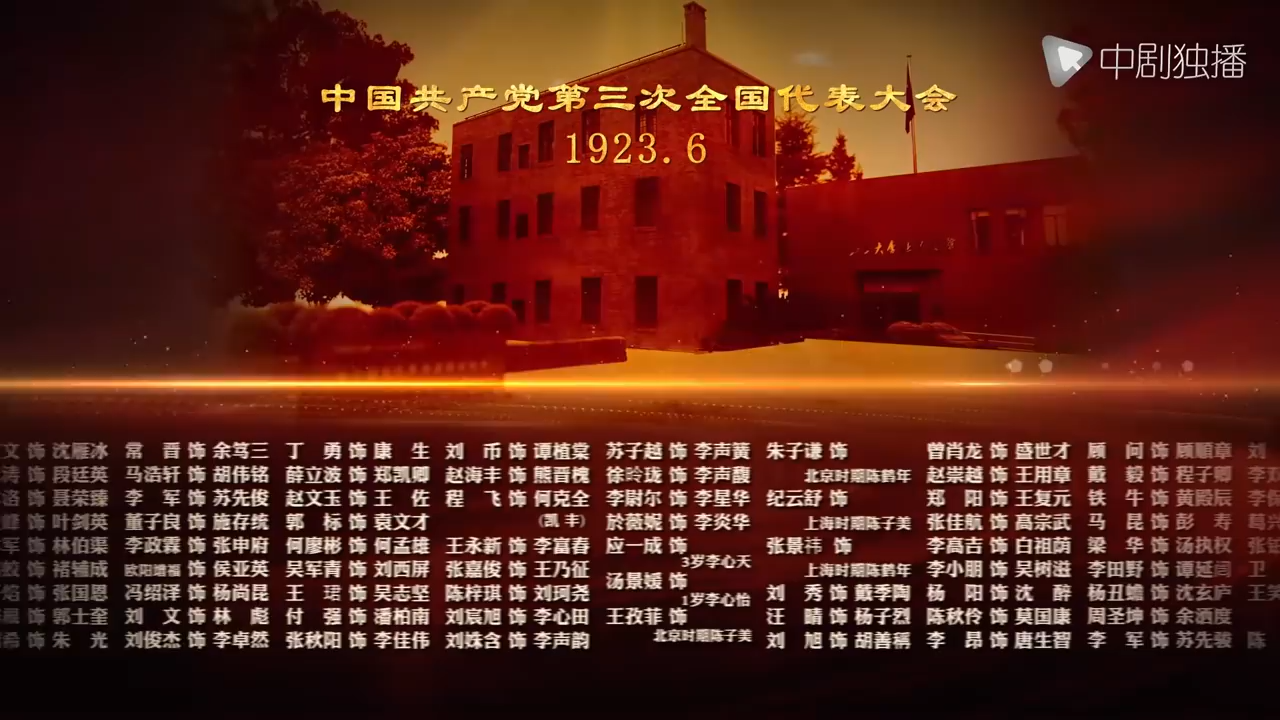 中剧独播
中国共产党第三次全国代表大会
1923.6
文 饰 沈雁冰 常 晋 饰 余笃三 丁 勇 饰 康 生 刘 币 饰 谭植棠 苏子越 饰 李声簧 朱子谦 饰 曾肖龙 饰 盛世才 顾 问 饰 顾顺章 刘
涛 饰 段廷英 马浩轩 饰 胡伟铭 薛立波 饰 郑凯卿 赵海丰 饰 熊晋槐 徐皊珑 饰 李声馥 北京时期陈鹤年 赵崇越 饰 王用章 戴 毅 饰 程子卿
洛 饰 聂荣臻 李 军 饰 苏先俊 赵文玉 饰 王 佐 程 飞 饰 何克全 李尉尔 饰 李星华 纪云舒 饰 郑 阳 饰 王复元 铁 牛 饰 黄殿辰
饰 叶剑英 董子良 饰 施存统 郭 标 饰 袁文才 (凯 丰) 於薇妮 饰 李炎华 上海时期陈子美 张佳航 饰 高宗武 马 昆 饰 彭 寿
军 饰 林伯渠 李政霖 饰 张申府 何廖彬 饰 何孟雄 王永新 饰 李富春 应一成 饰 张景祎 饰 李高吉 饰 白祖荫 梁 华 饰 汤执权
饰 褚辅成 欧阳增福 饰 侯亚英 吴军青 饰 刘西屏 张嘉俊 饰 王乃征 3岁李心天 上海时期陈鹤年 李小朋 饰 吴树滋 李田野 饰 谭延闿 卫
焰 饰 张国恩 冯绍泽 饰 杨尚昆 王 珺 饰 吴志坚 陈梓琪 饰 刘珂尧 汤景媛 饰 刘 秀 饰 戴季陶 杨 阳 饰 沈 醉 杨丑蟾 饰 沈玄庐
1岁李心怡
饰 郭士奎 刘 文 饰 林 彪 付 强 饰 潘柏南 刘宸旭 饰 李心田 王孜菲 饰 汪 晴 饰 杨子烈 陈秋伶 饰 莫国康 周圣坤 饰 余洒度
希 饰 朱 光 刘俊杰 饰 李卓然 张秋阳 饰 李佳伟 刘姝含 饰 李声韵 北京时期陈子美 刘 旭 饰 胡善稱 李 昂 饰 唐生智 李 军 饰 苏先骏 陈